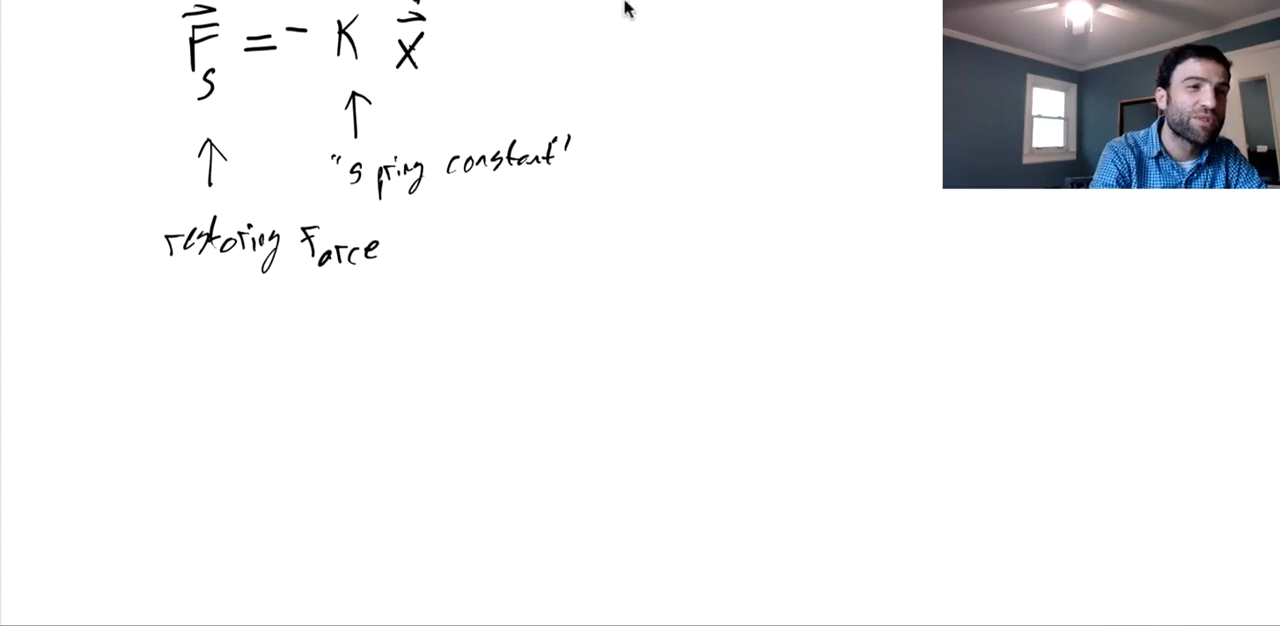 F⃗s = - K x⃗
↑ ↑
"spring constant"
restoring Force